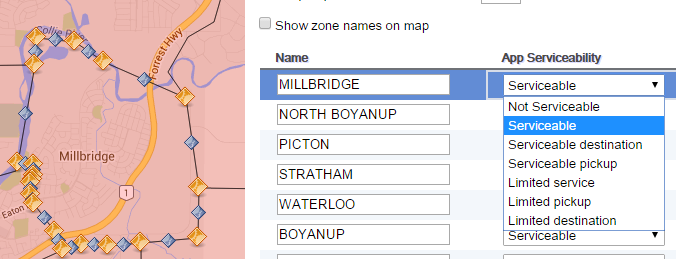 Collie River
Forrest Hwy
Millbridge
1
Eaton
Show zone names on map
Name
App Serviceability
MILLBRIDGE
Serviceable
NORTH BOYANUP
Not Serviceable
Serviceable
PICTON
Serviceable destination
Serviceable pickup
STRATHAM
Limited service
WATERLOO
Limited pickup
Limited destination
BOYANUP
Serviceable